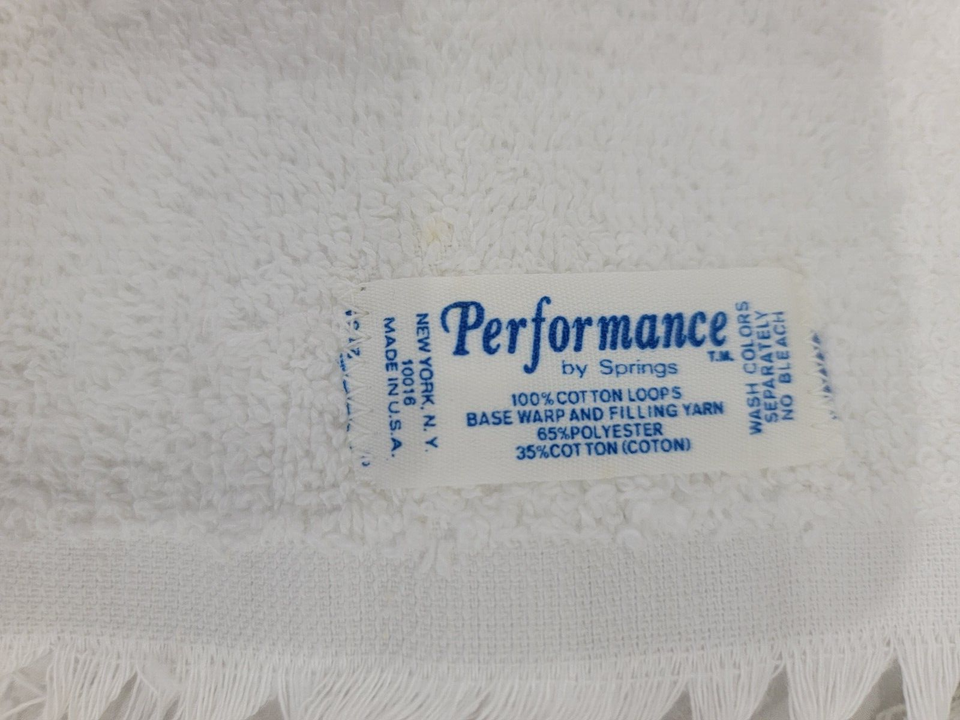 Performance
T.M.
by Springs
100% COTTON LOOPS
BASE WARP AND FILLING YARN
65% POLYESTER
35% COTTON (COTON)
NEW YORK, N.Y.
10016
MADE IN U.S.A.
WASH COLORS
SEPARATELY
NO BLEACH